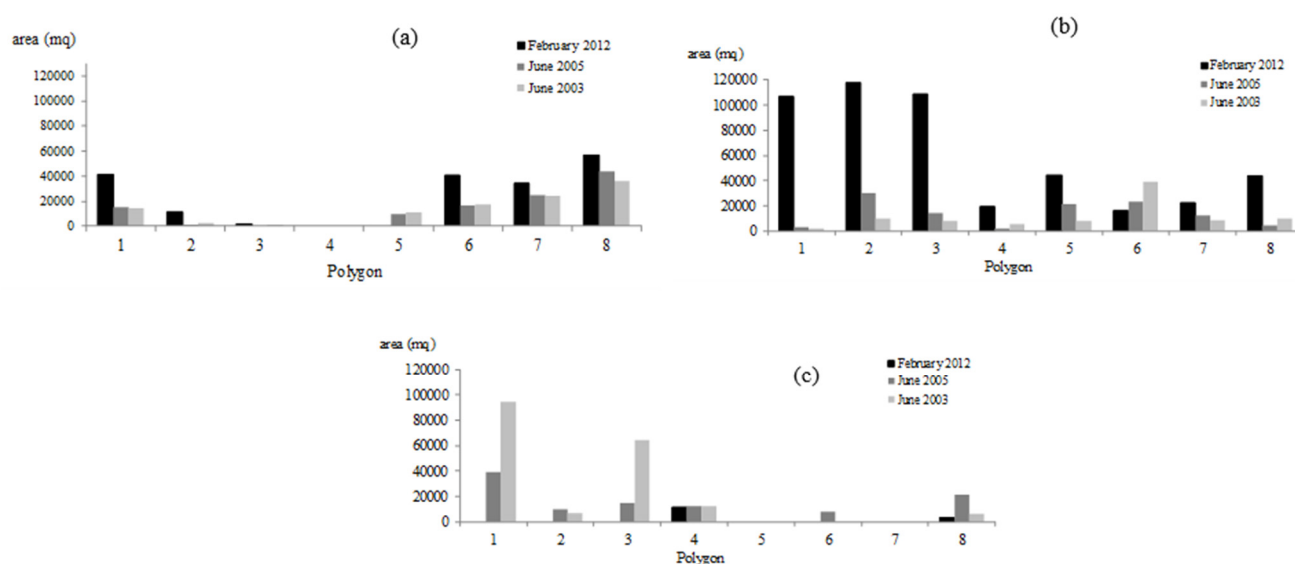 (a)
area (mq)
February 2012
June 2005
June 2003
120000
100000
80000
60000
40000
20000
0
1 2 3 4 5 6 7 8
Polygon
(b)
area (mq)
February 2012
June 2005
June 2003
120000
100000
80000
60000
40000
20000
0
1 2 3 4 5 6 7 8
Polygon
area (mq)
(c)
February 2012
June 2005
June 2003
120000
100000
80000
60000
40000
20000
0
1 2 3 4 5 6 7 8
Polygon